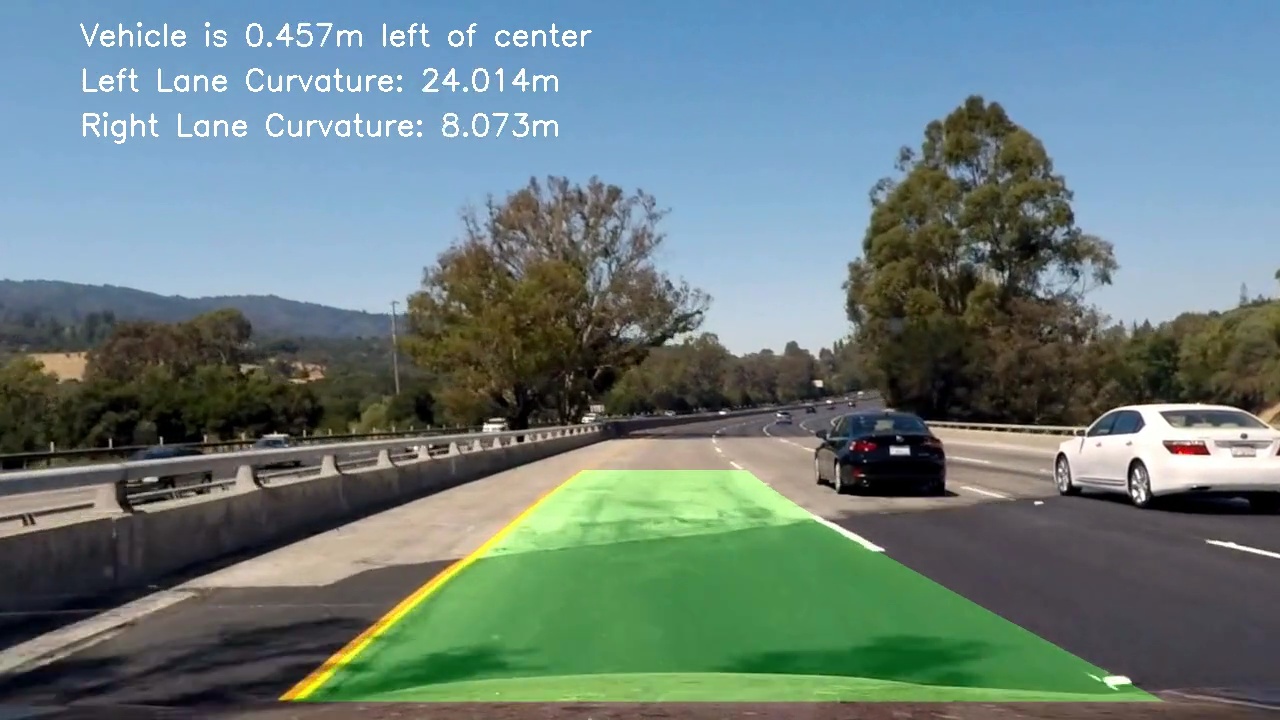 Vehicle is 0.457m left of center
Left Lane Curvature: 24.014m
Right Lane Curvature: 8.073m